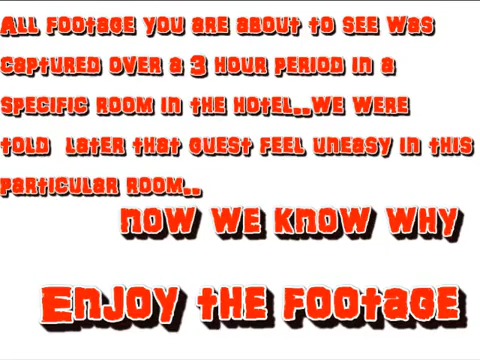 All footage you are about to see was
captured over a 3 hour period in a
specific room in the hotel..we were
told later that guest feel uneasy in this
particular room..
now we know why
Enjoy the footage